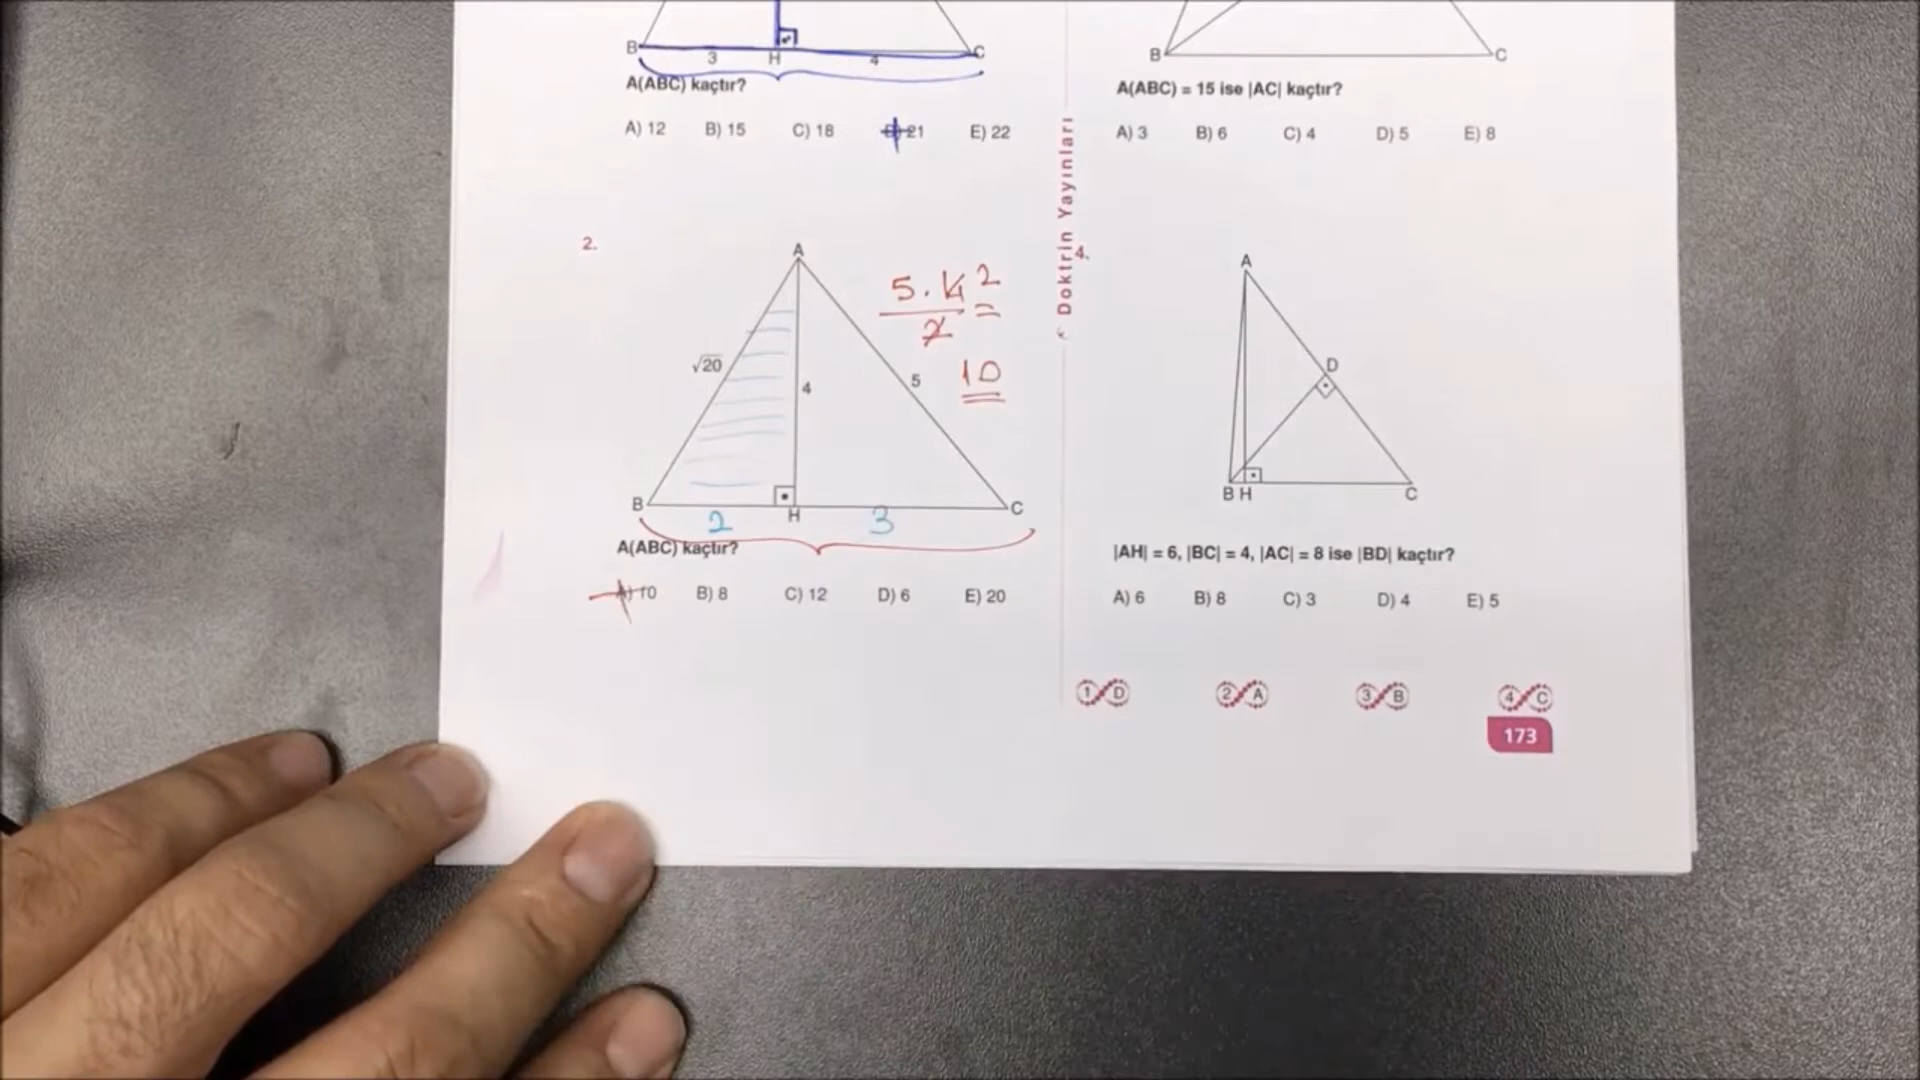 B 3 H 4 C
A(ABC) kaçtır?
A) 12 B) 15 C) 18 21 E) 22
2.
A
√20
4
5
5.4 2
2 =
10
B H C
2 3
A(ABC) kaçtır?
A) 10 B) 8 C) 12 D) 6 E) 20
Doktrin Yayınları
B C
A(ABC) = 15 ise |AC| kaçtır?
A) 3 B) 6 C) 4 D) 5 E) 8
4.
A
D
B H C
|AH| = 6, |BC| = 4, |AC| = 8 ise |BD| kaçtır?
A) 6 B) 8 C) 3 D) 4 E) 5
1 D 2 A 3 B 4 C
173